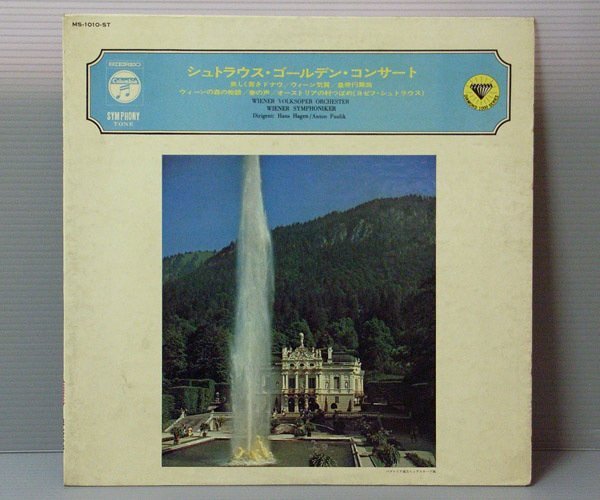 MS-1010-ST
STEREO
Columbia
SYMPHONY
TONE
シュトラウス・ゴールデン・コンサート
美しく青きドナウ/ウィーン気質/皇帝円舞曲
ウィーンの森の物語/春の声/オーストリアの村つばめ(ヨゼフ・シュトラウス)
WIENER VOLKSOPER ORCHESTER
WIENER SYMPHONIKER
Dirigent: Hans Hagen/Anton Paulik